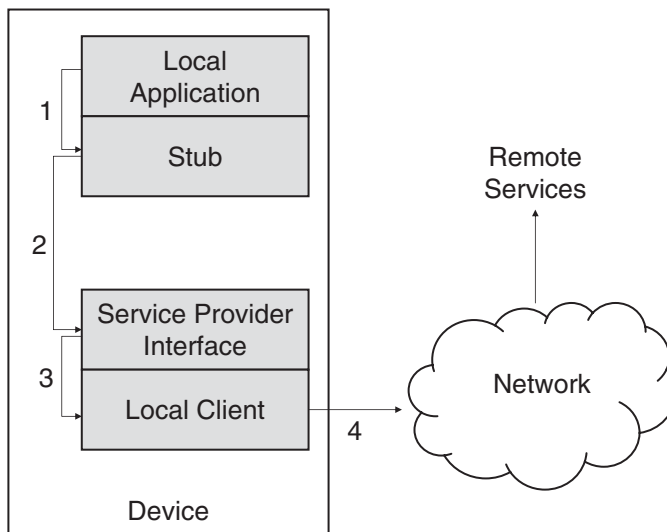 Local
Application
1
Stub
2
Service Provider
Interface
3
Local Client
4
Device
Remote
Services
Network